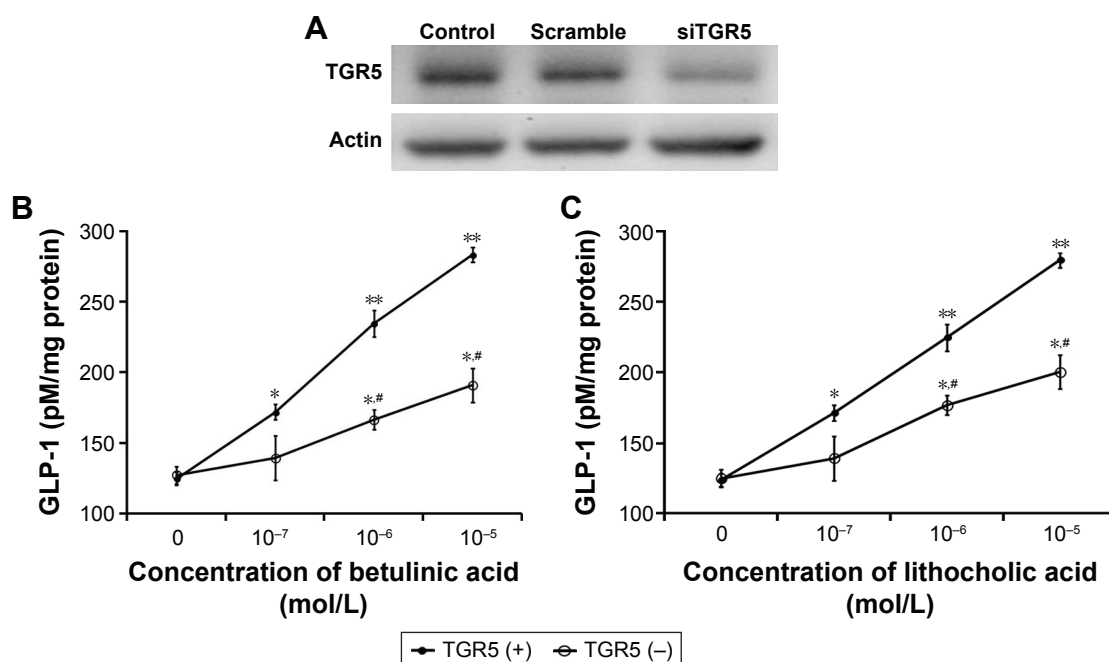 A
Control Scramble siTGR5
TGR5
Actin
B
GLP-1 (pM/mg protein)
300
250
200
150
100
**
**
*
*,#
*,#
0 10⁻⁷ 10⁻⁶ 10⁻⁵
Concentration of betulinic acid
(mol/L)
C
GLP-1 (pM/mg protein)
300
250
200
150
100
**
**
*
*,#
*,#
0 10⁻⁷ 10⁻⁶ 10⁻⁵
Concentration of lithocholic acid
(mol/L)
TGR5 (+) TGR5 (–)